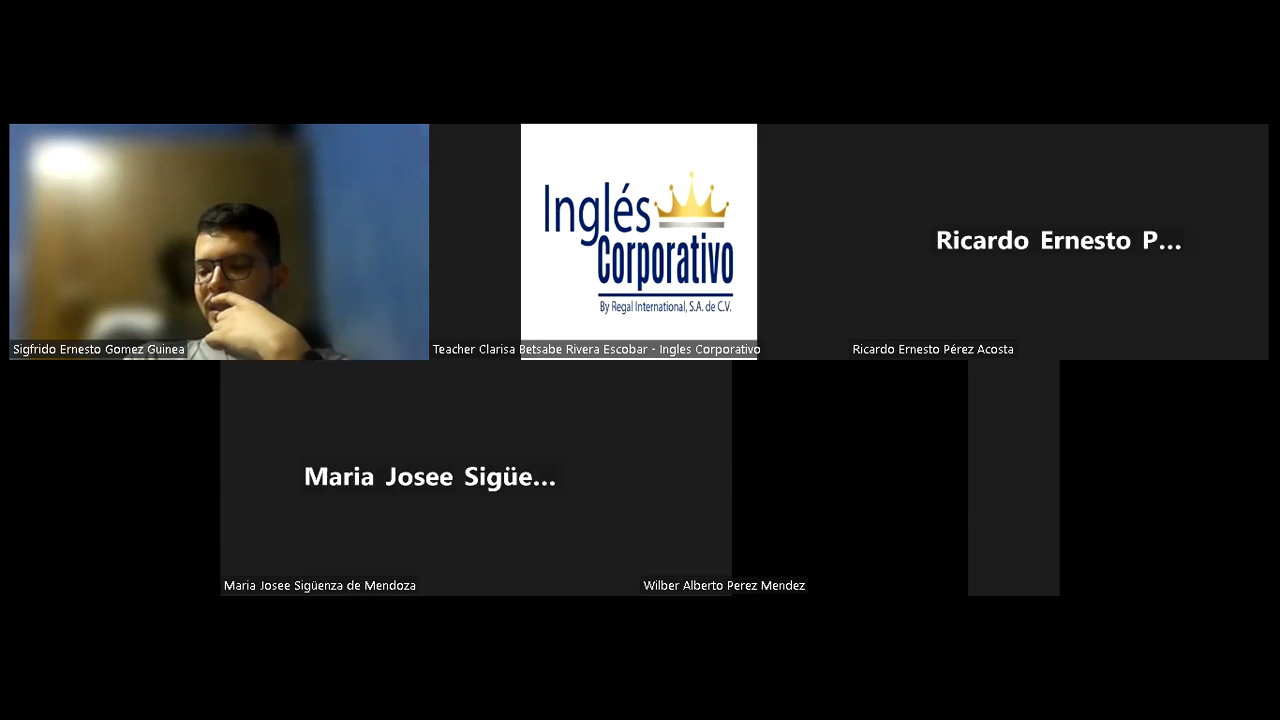 Inglés
Corporativo
By Regal International, S.A. de C.V.
Ricardo Ernesto P...
Sigfrido Ernesto Gomez Guinea
Teacher Clarisa Betsabe Rivera Escobar - Ingles Corporativo
Ricardo Ernesto Pérez Acosta
Maria Josee Sigüe...
Maria Josee Sigüenza de Mendoza
Wilber Alberto Perez Mendez